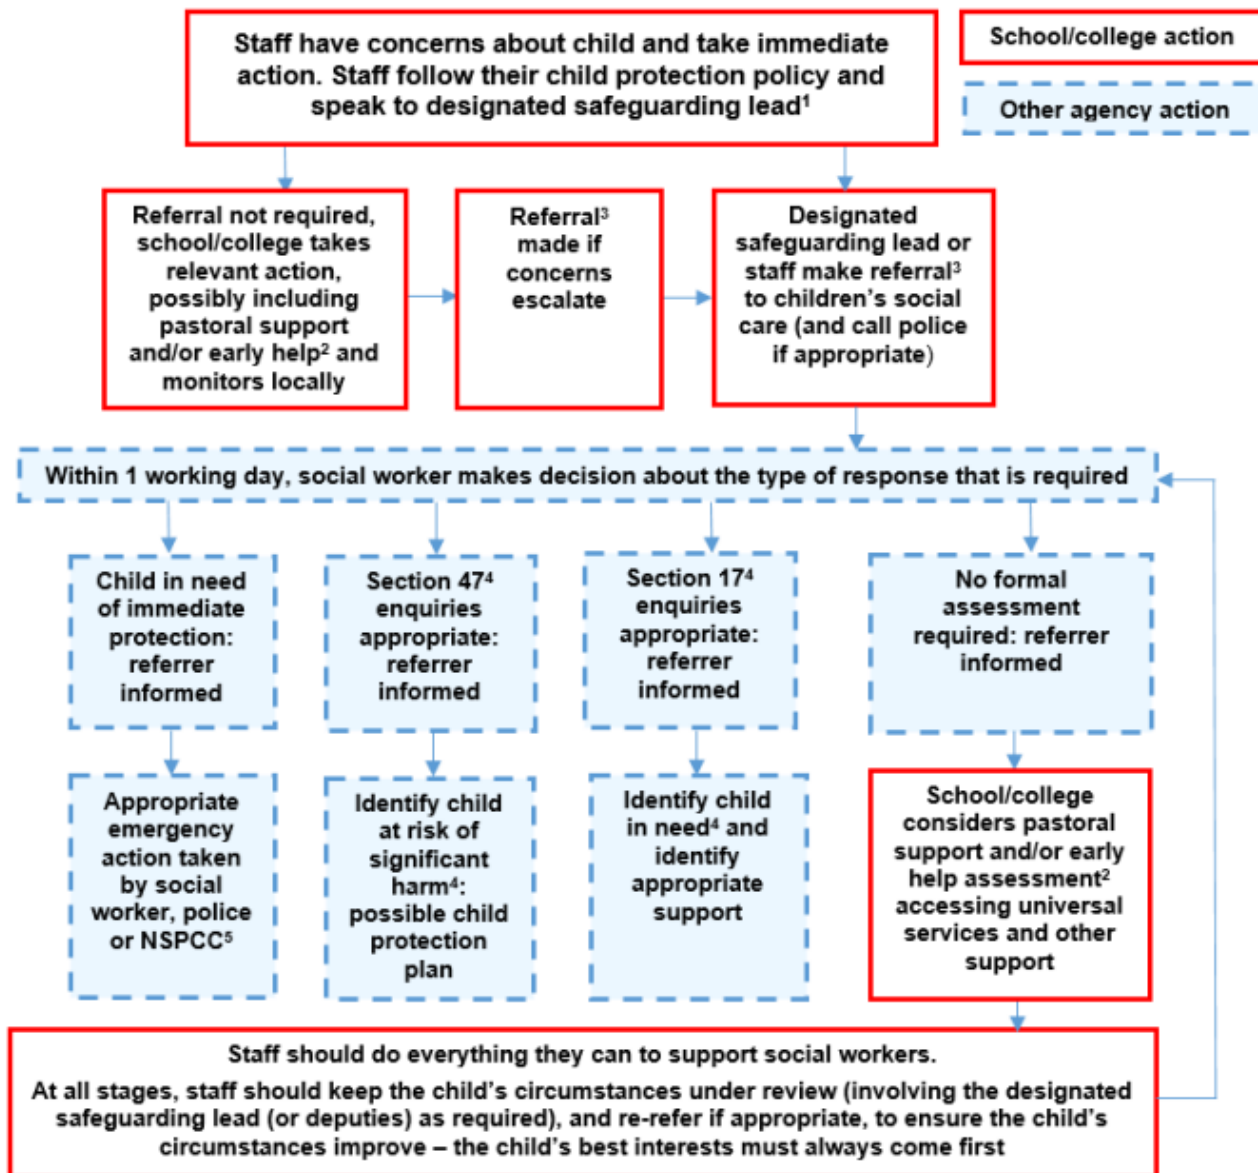 Staff have concerns about child and take immediate
action. Staff follow their child protection policy and
speak to designated safeguarding lead¹
School/college action
Other agency action
Referral not required,
school/college takes
relevant action,
possibly including
pastoral support
and/or early help² and
monitors locally
Referral³
made if
concerns
escalate
Designated
safeguarding lead or
staff make referral³
to children’s social
care (and call police
if appropriate)
Within 1 working day, social worker makes decision about the type of response that is required
Child in need
of immediate
protection:
referrer
informed
Section 47⁴
enquiries
appropriate:
referrer
informed
Section 17⁴
enquiries
appropriate:
referrer
informed
No formal
assessment
required: referrer
informed
Appropriate
emergency
action taken
by social
worker, police
or NSPCC⁵
Identify child
at risk of
significant
harm⁴:
possible child
protection
plan
Identify child
in need⁴ and
identify
appropriate
support
School/college
considers pastoral
support and/or early
help assessment²
accessing universal
services and other
support
Staff should do everything they can to support social workers.
At all stages, staff should keep the child’s circumstances under review (involving the designated
safeguarding lead (or deputies) as required), and re-refer if appropriate, to ensure the child’s
circumstances improve – the child’s best interests must always come first